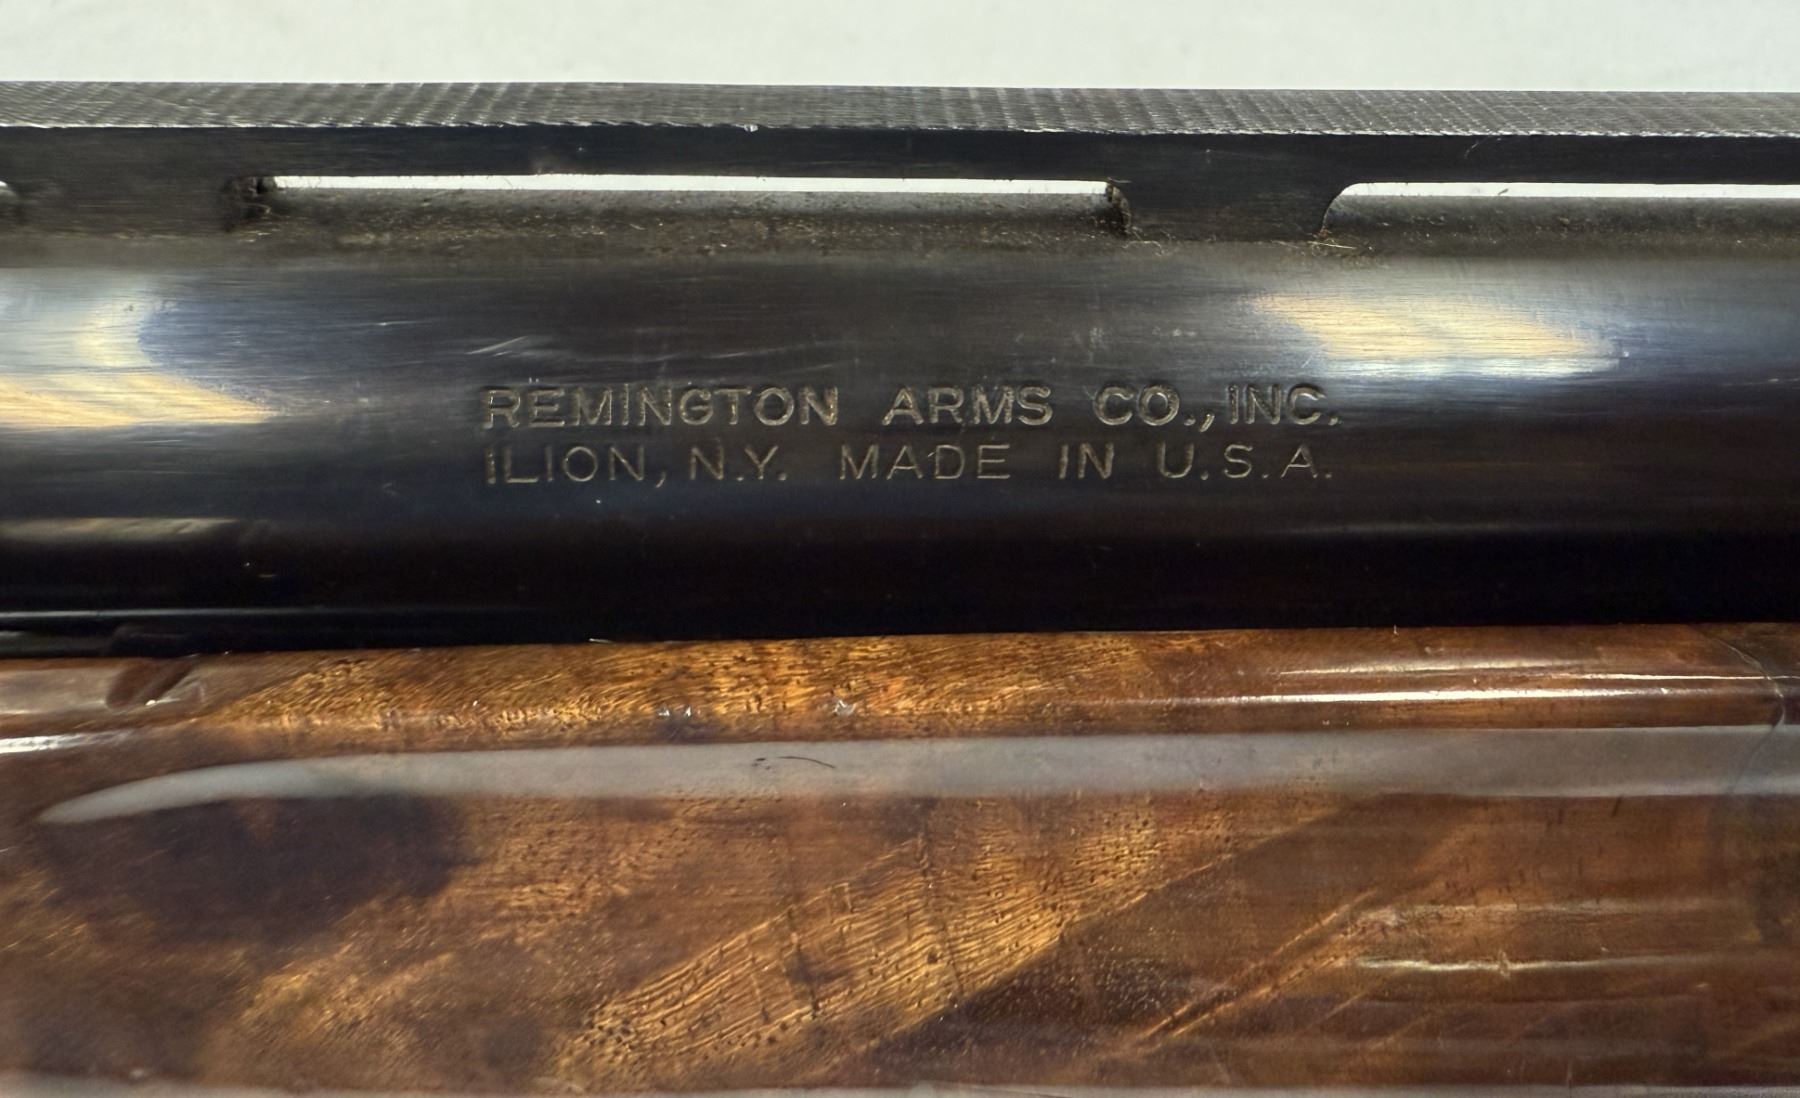 REMINGTON ARMS CO., INC.
ILION, N.Y. MADE IN U.S.A.